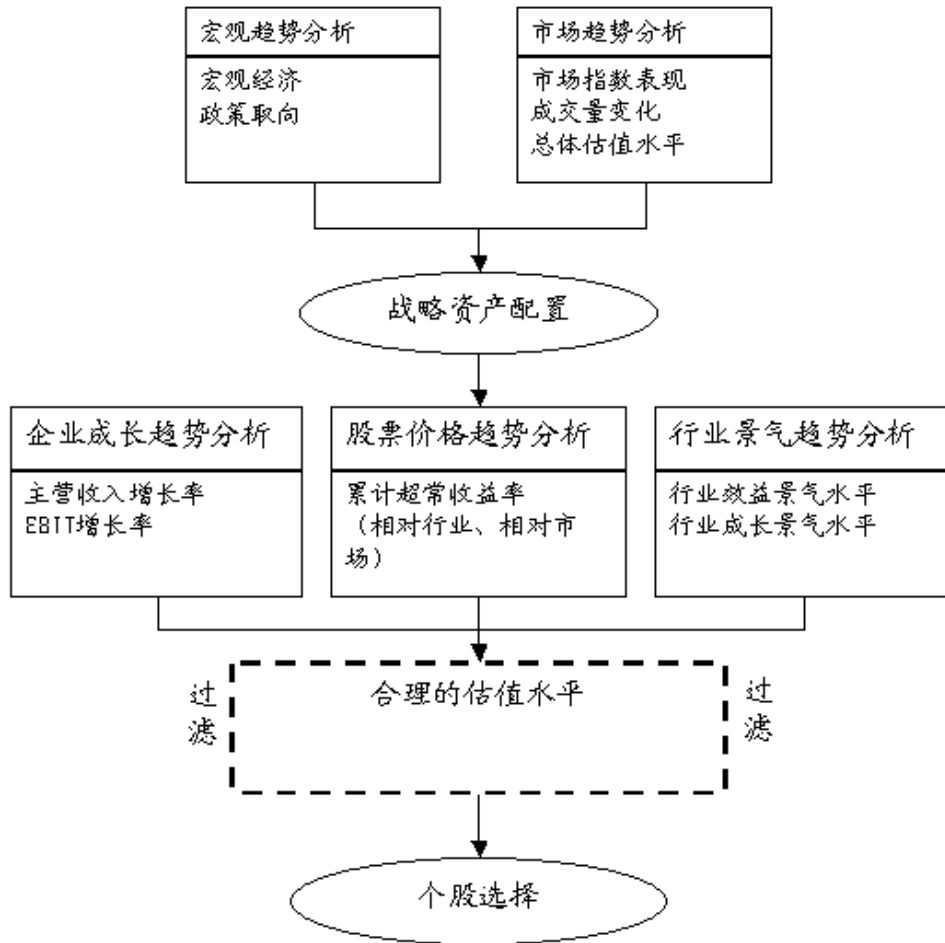 宏观趋势分析
宏观经济
政策取向
市场趋势分析
市场指数表现
成交量变化
总体估值水平
战略资产配置
企业成长趋势分析
主营收入增长率
EBIT增长率
股票价格趋势分析
累计超常收益率
（相对行业、相对市
场）
行业景气趋势分析
行业效益景气水平
行业成长景气水平
过滤
合理的估值水平
过滤
个股选择